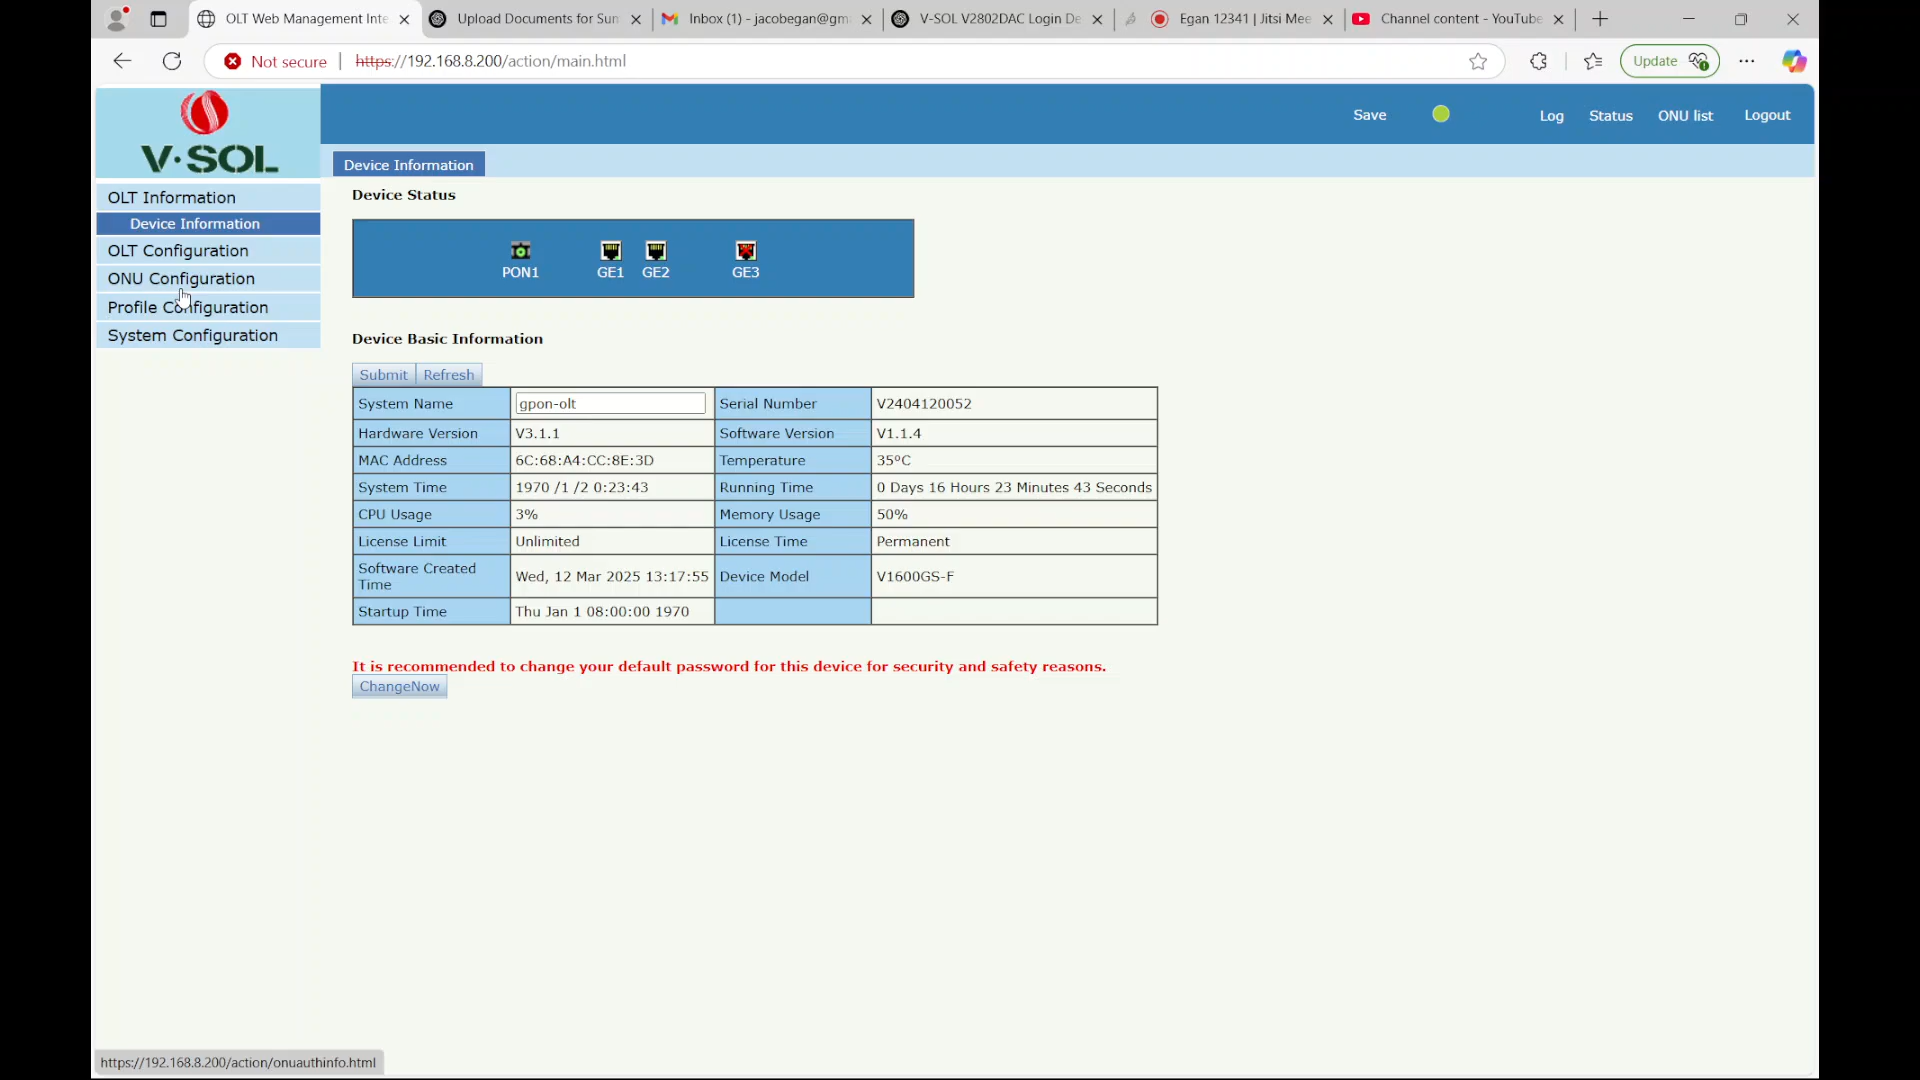 OLT Web Management Inte
Upload Documents for Sun
Inbox (1) - jacobegan@gm
V-SOL V2802DAC Login De
Egan 12341 | Jitsi Mee
Channel content - YouTube
Not secure
https://192.168.8.200/action/main.html
Update
V·SOL
Save
Log
Status
ONU list
Logout
Device Information
OLT Information
Device Information
OLT Configuration
ONU Configuration
Profile Configuration
System Configuration
Device Status
PON1
GE1
GE2
GE3
Device Basic Information
Submit
Refresh
System Name
gpon-olt
Serial Number
V2404120052
Hardware Version
V3.1.1
Software Version
V1.1.4
MAC Address
6C:68:A4:CC:8E:3D
Temperature
35ºC
System Time
1970 /1 /2 0:23:43
Running Time
0 Days 16 Hours 23 Minutes 43 Seconds
CPU Usage
3%
Memory Usage
50%
License Limit
Unlimited
License Time
Permanent
Software Created
Time
Wed, 12 Mar 2025 13:17:55
Device Model
V1600GS-F
Startup Time
Thu Jan 1 08:00:00 1970
It is recommended to change your default password for this device for security and safety reasons.
ChangeNow
https://192.168.8.200/action/onuauthinfo.html